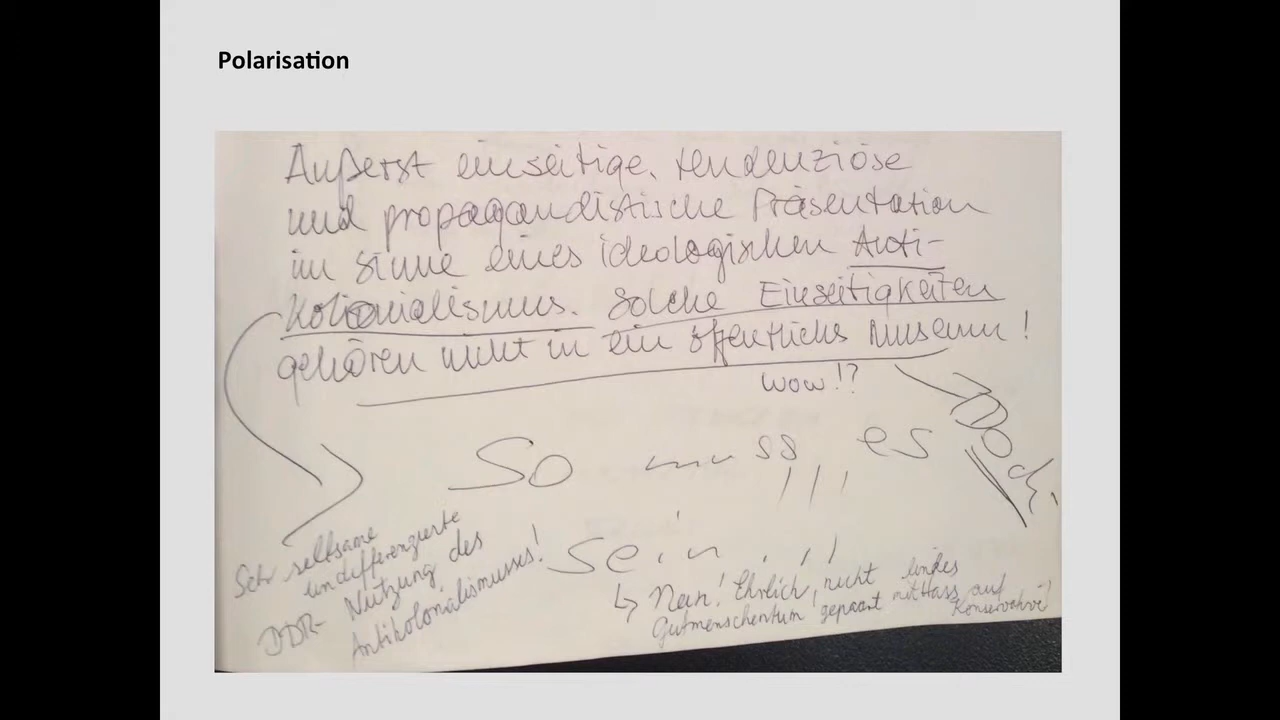 Polarisation
Äußerst einseitige, tendenziöse
und propagandistische Präsentation
im Sinne eines ideologischen Anti-
Kolonialismus. Solche Einseitigkeiten
gehören nicht in ein öffentliches Museum!
wow!?
Doch.
So muss es
sein
Sehr seltsame
undifferenzierte
DDR-Nutzung des
Antikolonialismusses!
Nein! Ehrlich, nicht
Gutmenschentum gepaart mit Hass auf
Konservative!